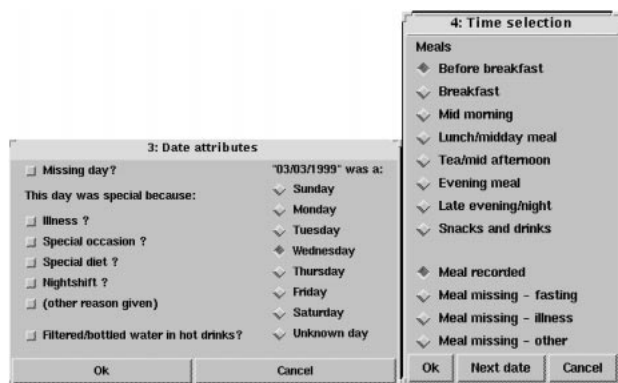 3: Date attributes
Missing day?
This day was special because:
Illness ?
Special occasion ?
Special diet ?
Nightshift ?
(other reason given)
Filtered/bottled water in hot drinks?
"03/03/1999" was a:
Sunday
Monday
Tuesday
Wednesday
Thursday
Friday
Saturday
Unknown day
Ok
Cancel
4: Time selection
Meals
Before breakfast
Breakfast
Mid morning
Lunch/midday meal
Tea/mid afternoon
Evening meal
Late evening/night
Snacks and drinks
Meal recorded
Meal missing - fasting
Meal missing - illness
Meal missing - other
Ok
Next date
Cancel